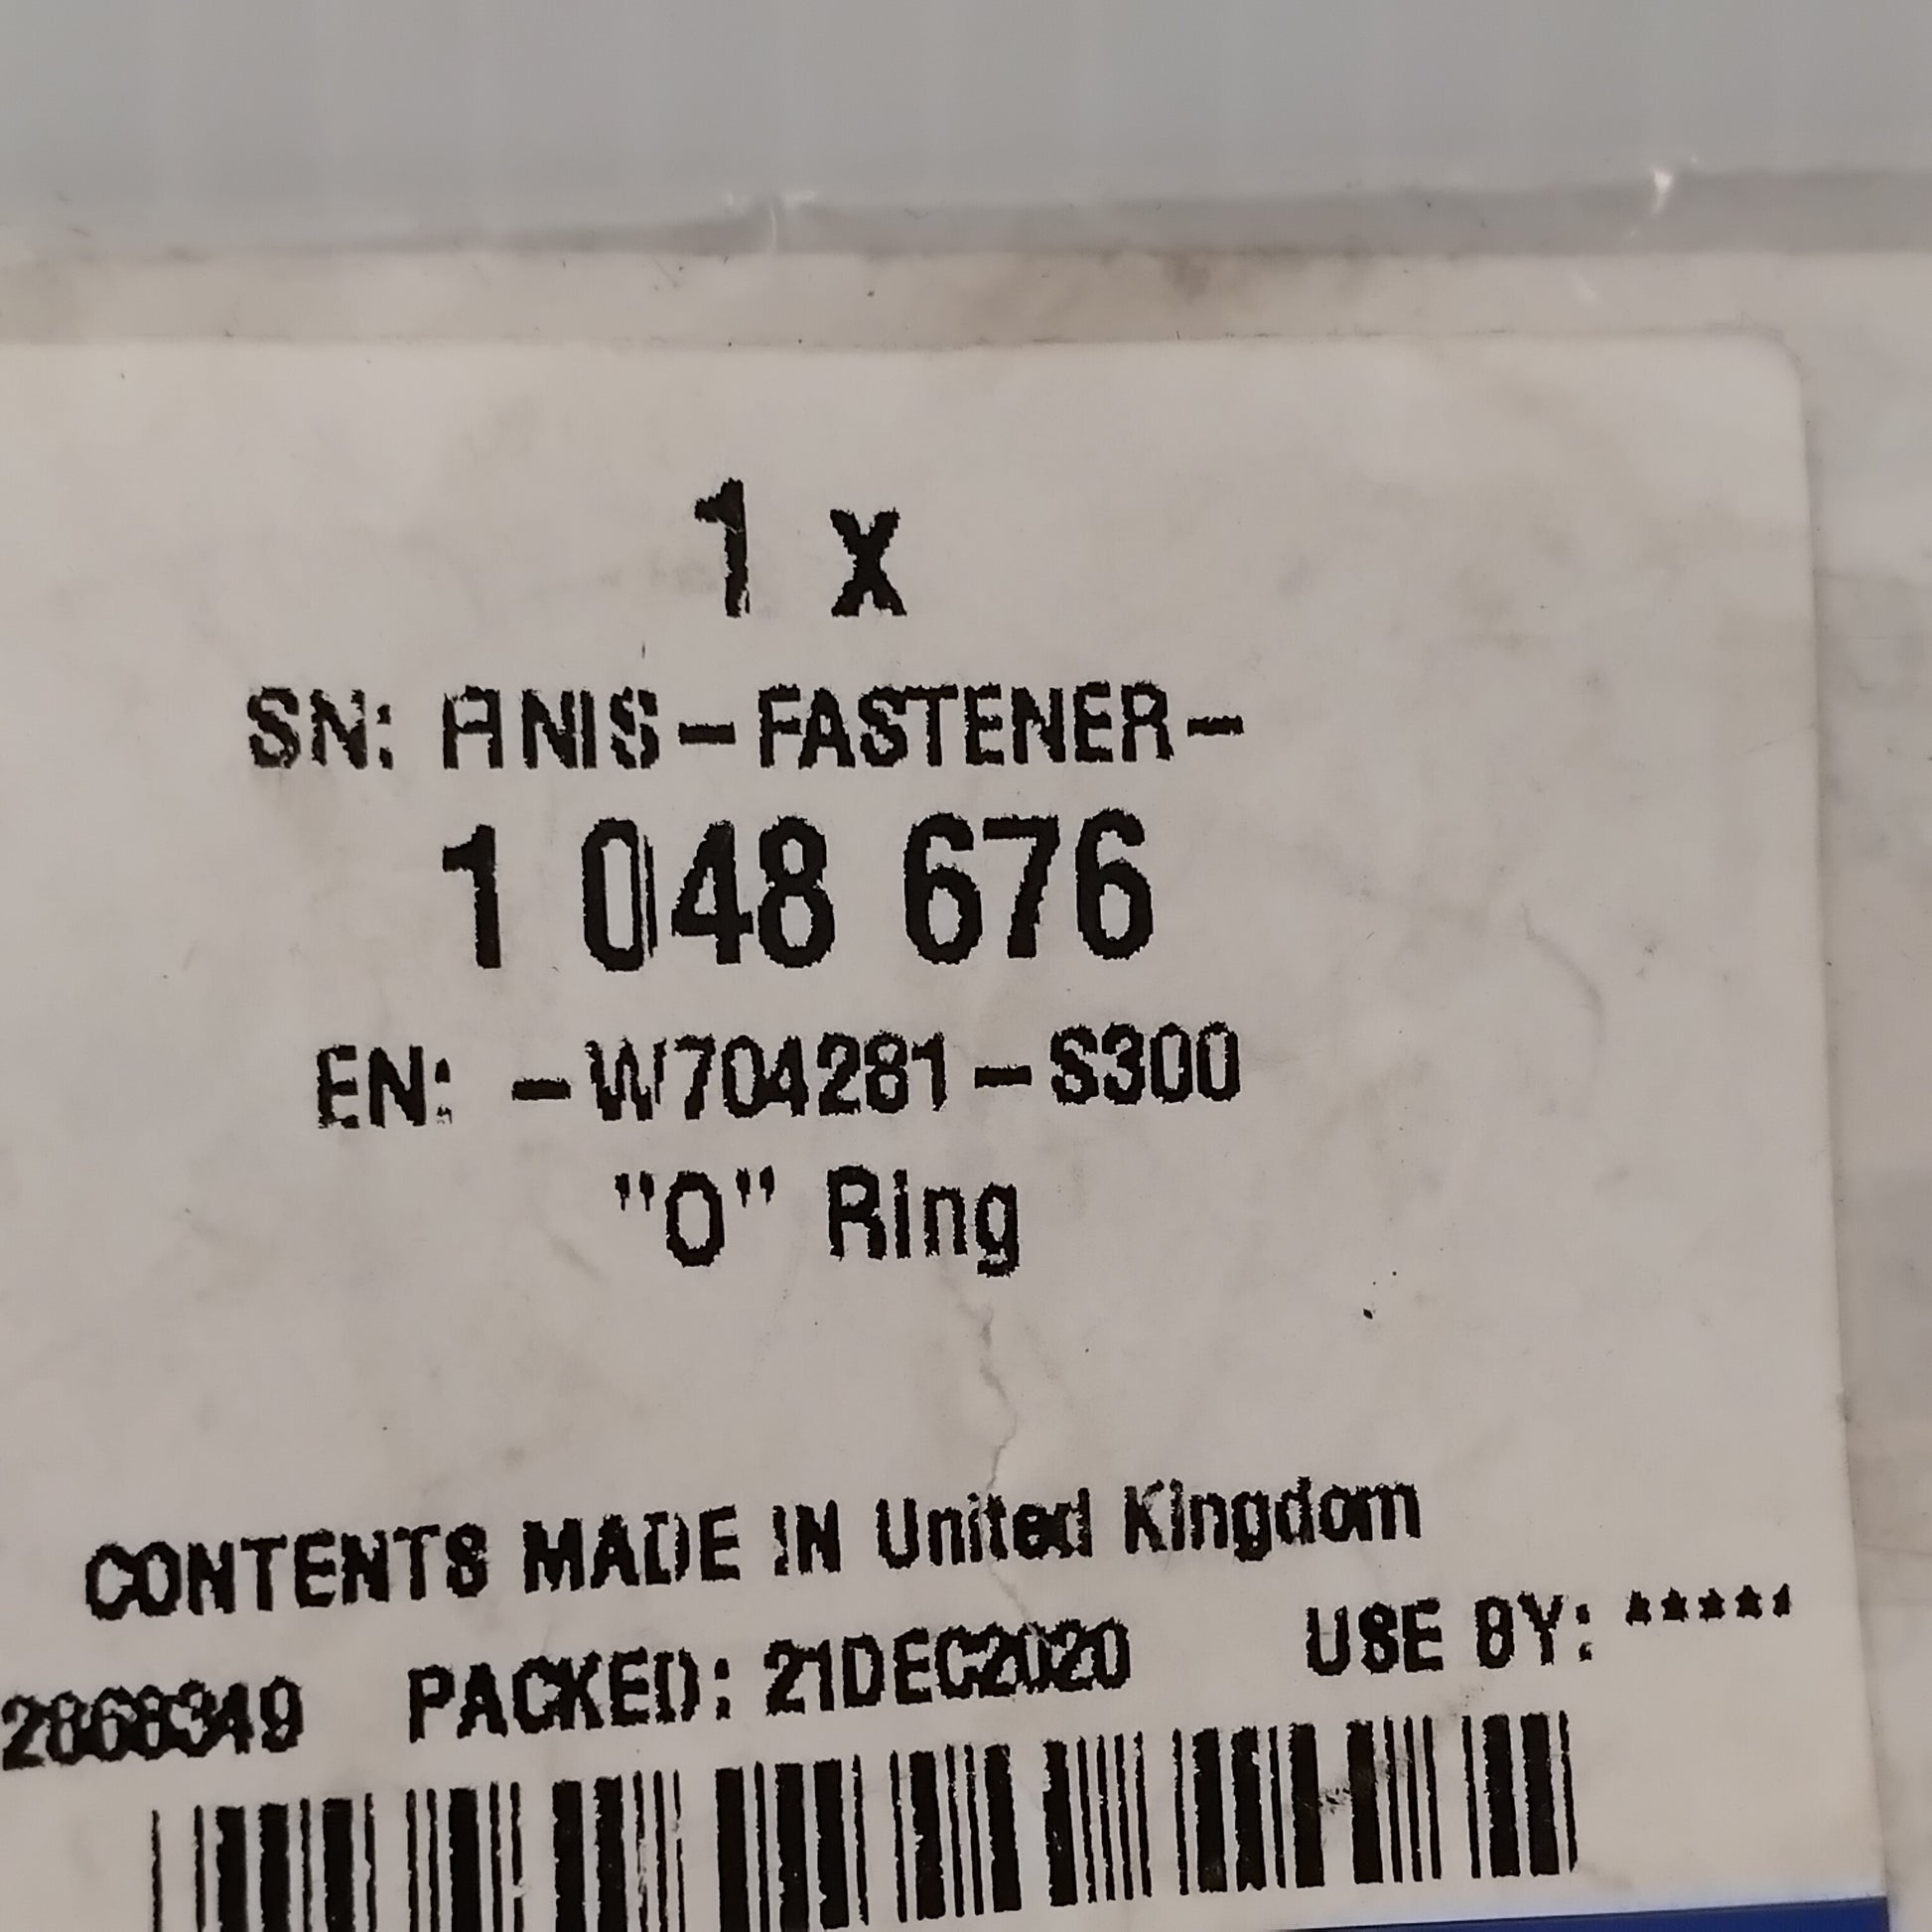 1 x
SN: ANIS-FASTENER-
1 048 676
EN: -W704281-S300
"O" Ring
CONTENTS MADE IN United Kingdom
2868349 PACKED: 21DEC2020 USE BY: *****